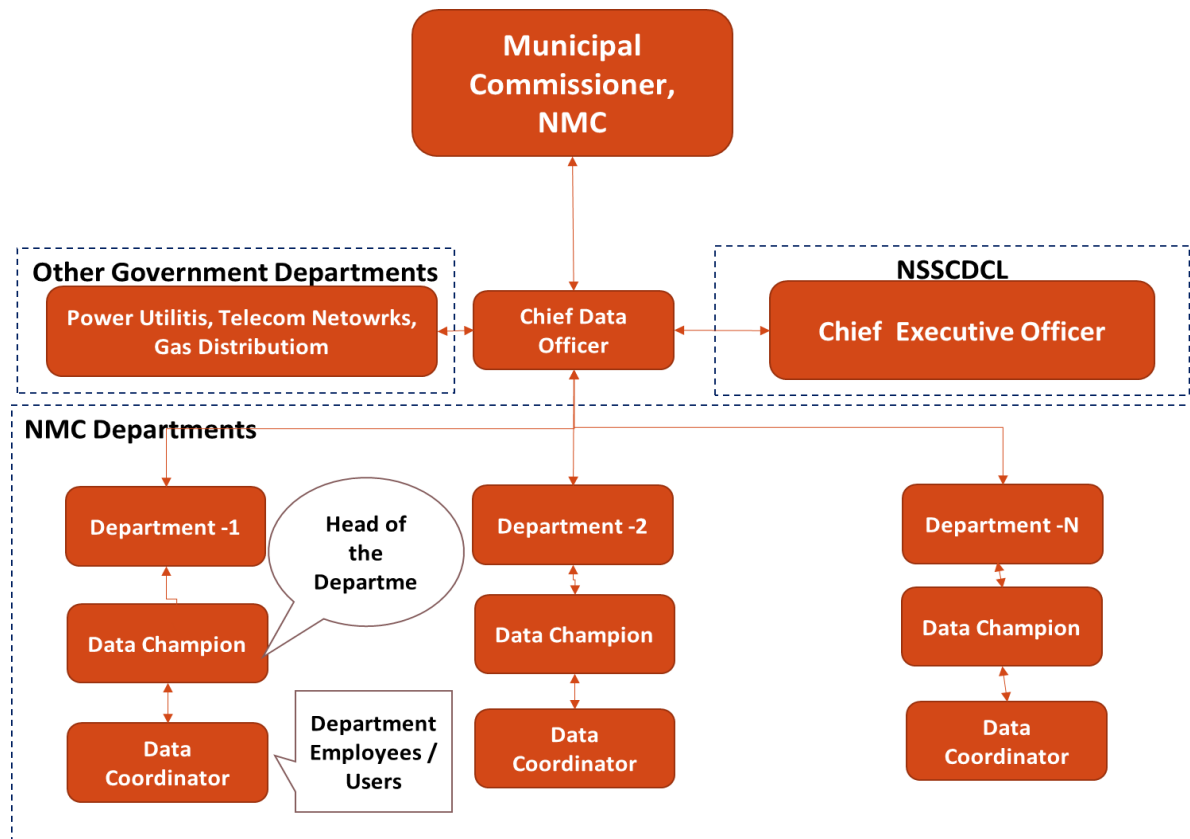 Municipal
Commissioner,
NMC
Other Government Departments
Power Utilitis, Telecom Netowrks,
Gas Distributiom
Chief Data
Officer
NSSCDCL
Chief Executive Officer
NMC Departments
Department -1
Head of
the
Departme
Department -2
Department -N
Data Champion
Data Champion
Data Champion
Data
Coordinator
Department
Employees /
Users
Data
Coordinator
Data
Coordinator